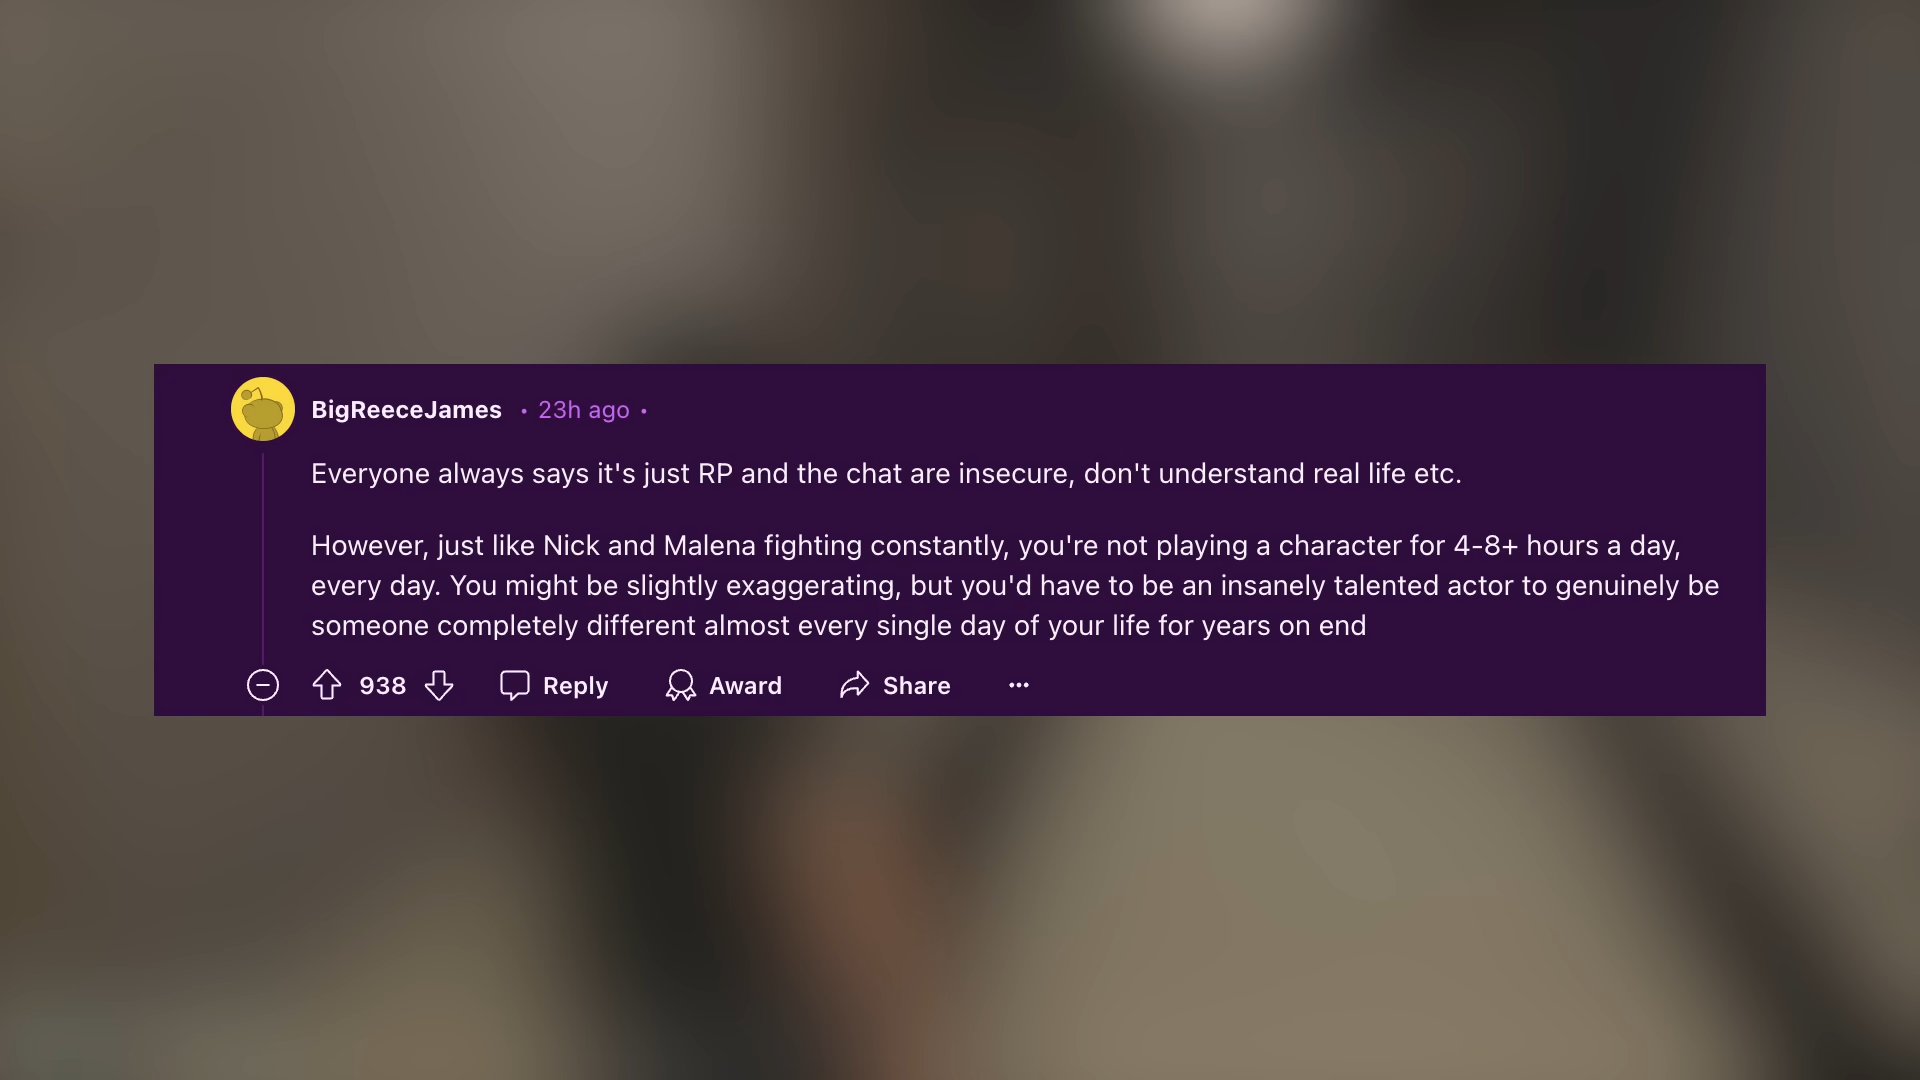 BigReeceJames • 23h ago •
Everyone always says it's just RP and the chat are insecure, don't understand real life etc.
However, just like Nick and Malena fighting constantly, you're not playing a character for 4-8+ hours a day,
every day. You might be slightly exaggerating, but you'd have to be an insanely talented actor to genuinely be
someone completely different almost every single day of your life for years on end
938 Reply Award Share ···